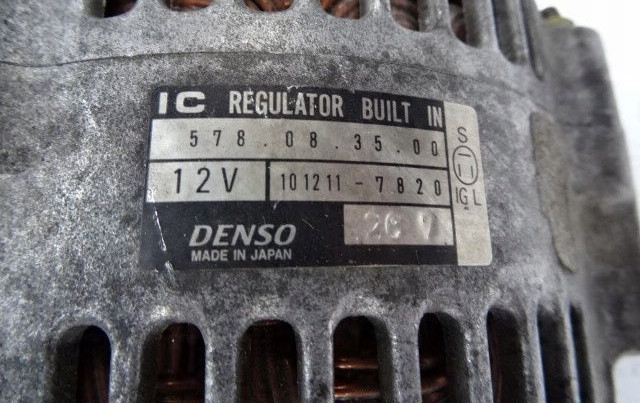 IC REGULATOR BUILT IN
578.08.35.00
S
12V 101211-7820
IG L
DENSO
MADE IN JAPAN